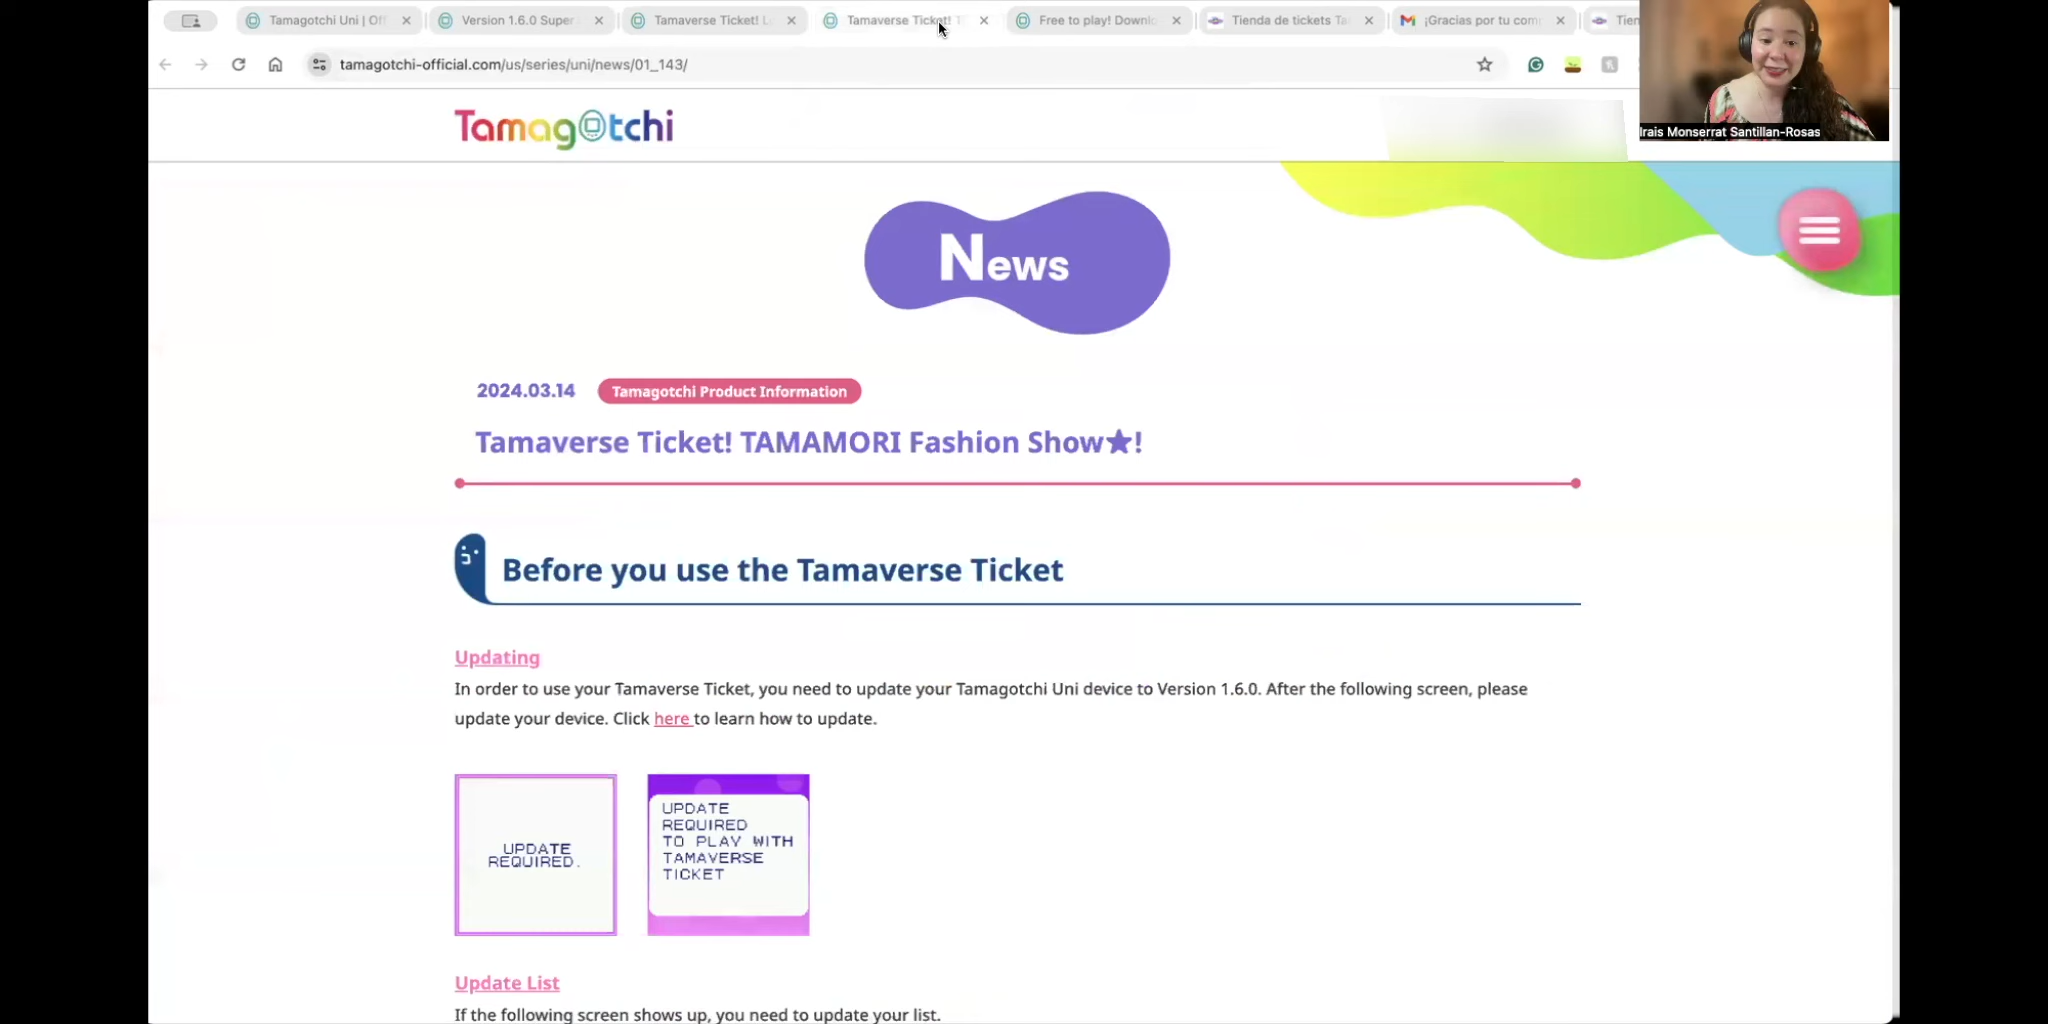 Tamagotchi Uni | Of
Version 1.6.0 Super
Tamaverse Ticket! L
Tamaverse Ticket! T
Free to play! Downl
Tienda de tickets Ta
¡Gracias por tu com
Tien
tamagotchi-official.com/us/series/uni/news/01_143/
Irais Monserrat Santillan-Rosas
Tamagotchi
News
2024.03.14 Tamagotchi Product Information
Tamaverse Ticket! TAMAMORI Fashion Show★!
Before you use the Tamaverse Ticket
Updating
In order to use your Tamaverse Ticket, you need to update your Tamagotchi Uni device to Version 1.6.0. After the following screen, please
update your device. Click here to learn how to update.
UPDATE
REQUIRED.
UPDATE
REQUIRED
TO PLAY WITH
TAMAVERSE
TICKET
Update List
If the following screen shows up, you need to update your list.